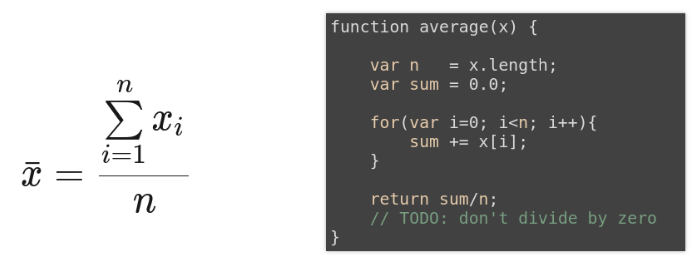 x̄ = \frac{\sum_{i=1}^{n} x_i}{n}
function average(x) {
    var n   = x.length;
    var sum = 0.0;
    for(var i=0; i<n; i++){
        sum += x[i];
    }
    return sum/n;
    // TODO: don't divide by zero
}